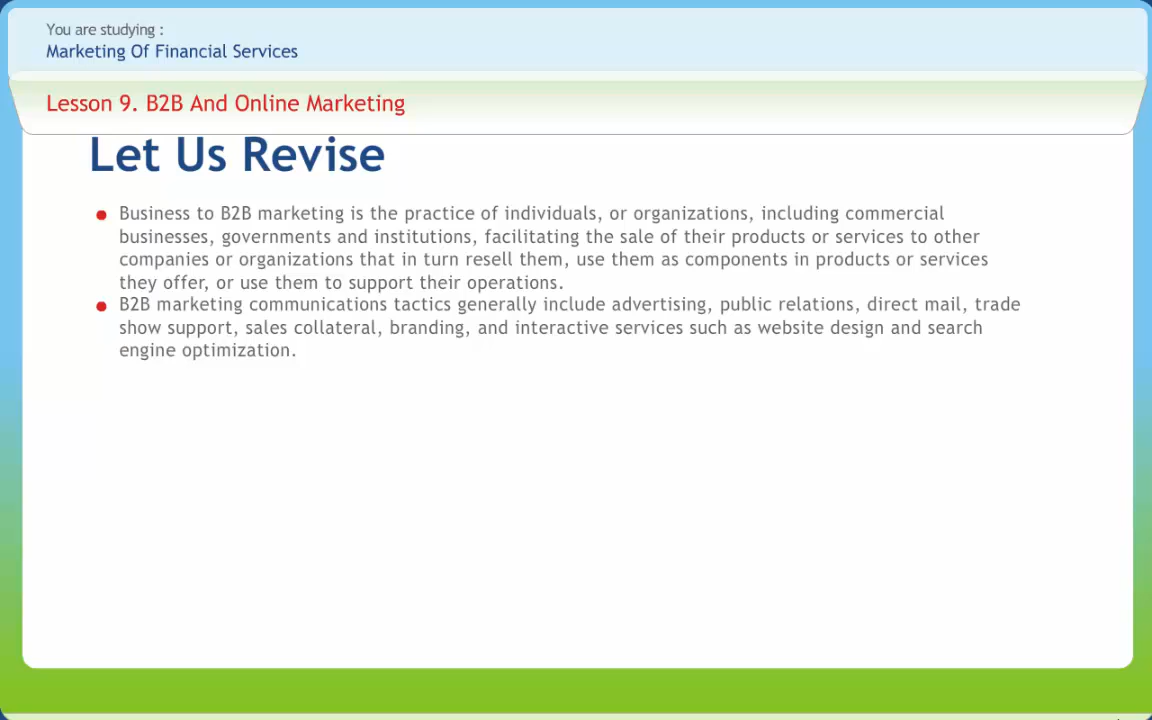 You are studying :
Marketing Of Financial Services
Lesson 9. B2B And Online Marketing
Let Us Revise
Business to B2B marketing is the practice of individuals, or organizations, including commercial
businesses, governments and institutions, facilitating the sale of their products or services to other
companies or organizations that in turn resell them, use them as components in products or services
they offer, or use them to support their operations.
B2B marketing communications tactics generally include advertising, public relations, direct mail, trade
show support, sales collateral, branding, and interactive services such as website design and search
engine optimization.